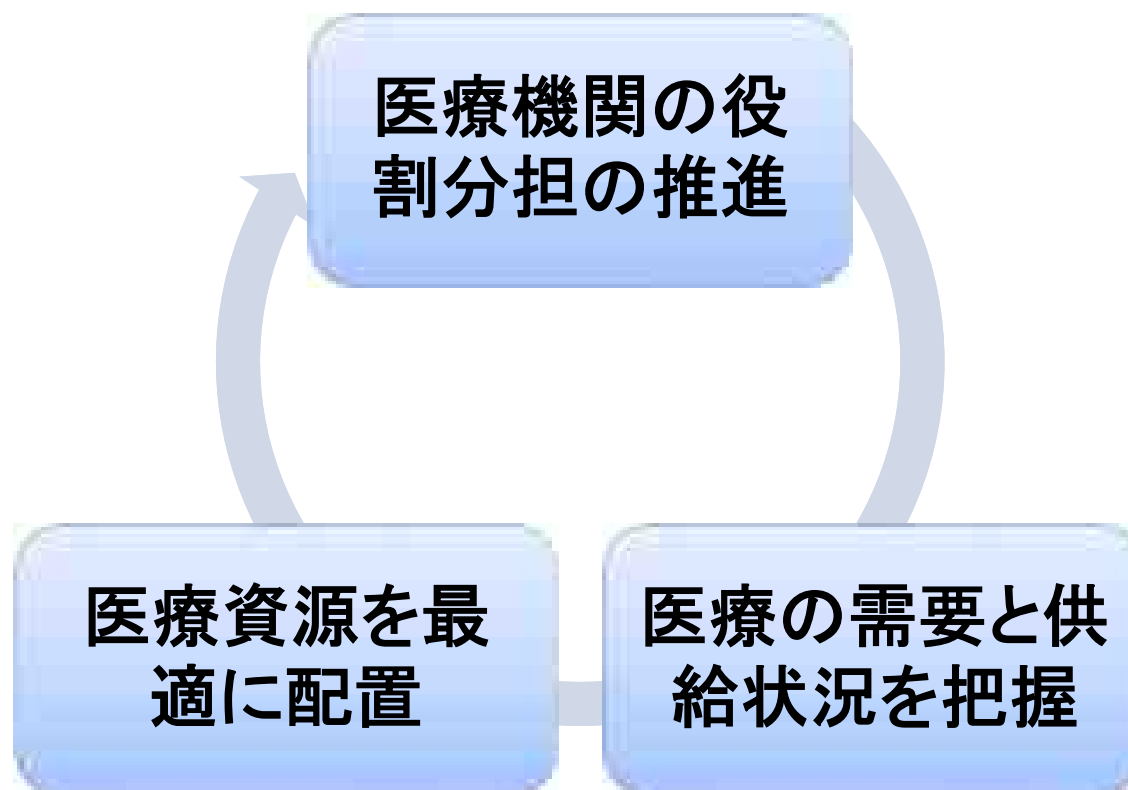 医療機関の役
割分担の推進
医療資源を最
適に配置
医療の需要と供
給状況を把握